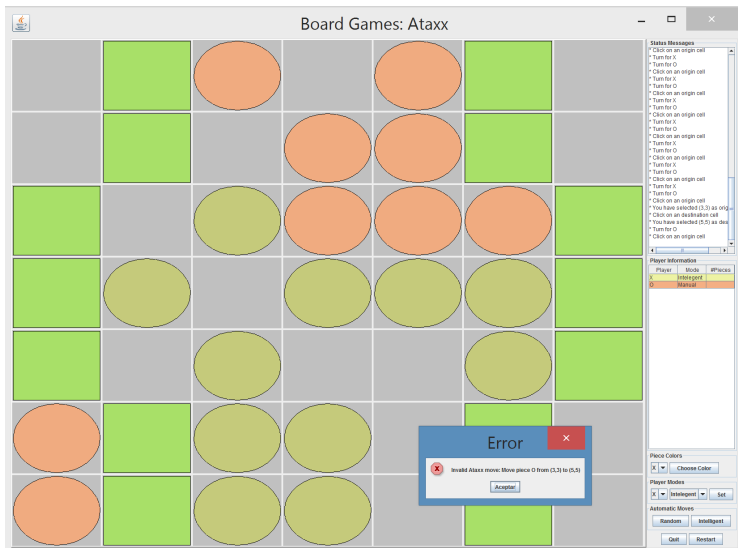 Board Games: Ataxx
Status Messages
* Click on an origin cell
* Turn for X
* Turn for O
* Click on an origin cell
* Turn for X
* Turn for O
* Click on an origin cell
* Turn for X
* Turn for O
* Click on an origin cell
* Turn for X
* Turn for O
* Click on an origin cell
* Turn for X
* Turn for O
* Click on an origin cell
* Turn for X
* Turn for O
* Click on an origin cell
* You have selected (3,3) as orig
* Click on an destination cell
* You have selected (5,5) as des
* Turn for O
* Click on an origin cell
Player Information
Player Mode #Pieces
X Intelegent
O Manual
Error
Invalid Ataxx move: Move piece O from (3,3) to (5,5)
Aceptar
Piece Colors
X Choose Color
Player Modes
X Intelegent Set
Automatic Moves
Random Intelligent
Quit Restart